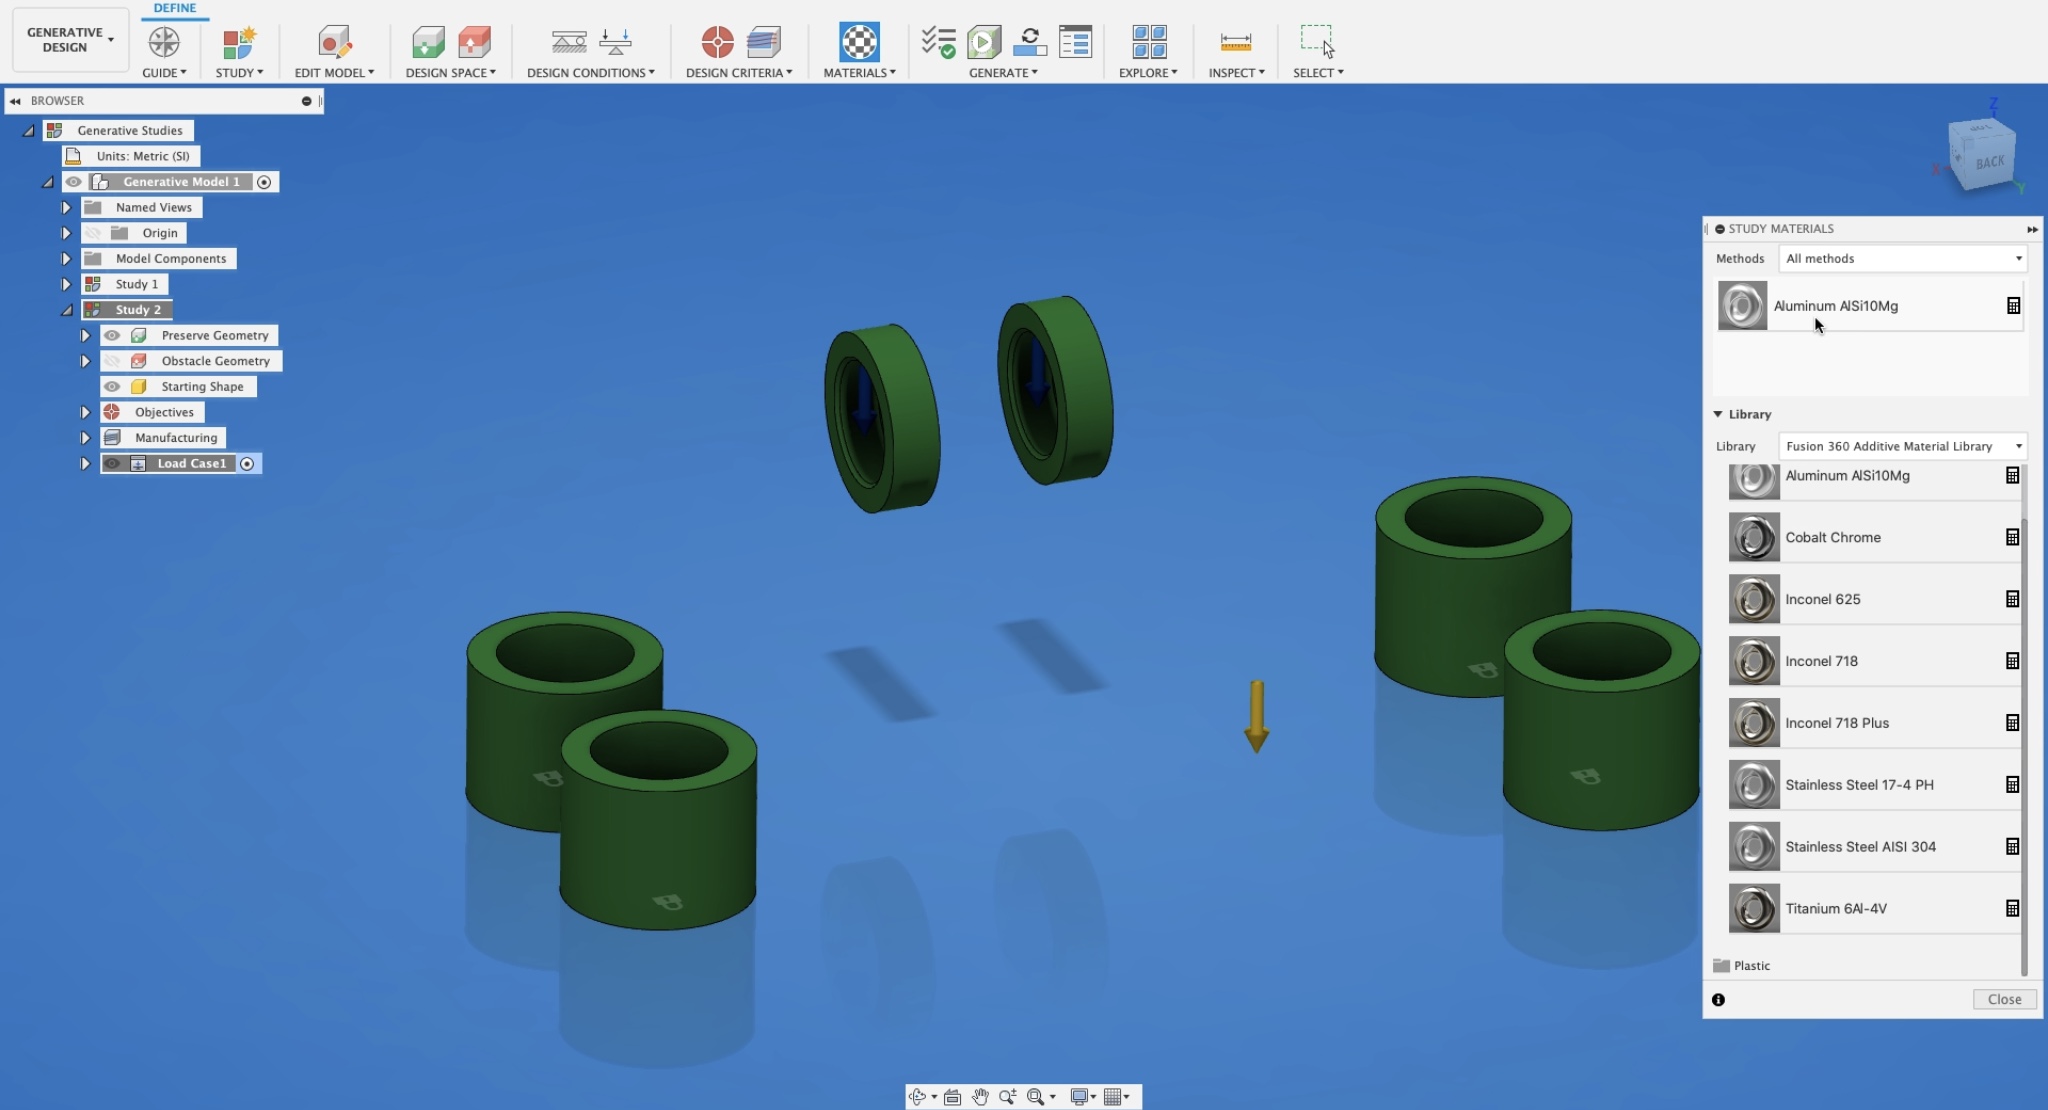 DEFINE
GENERATIVE
DESIGN
GUIDE
STUDY
EDIT MODEL
DESIGN SPACE
DESIGN CONDITIONS
DESIGN CRITERIA
MATERIALS
GENERATE
EXPLORE
INSPECT
SELECT
BROWSER
Generative Studies
Units: Metric (SI)
Generative Model 1
Named Views
Origin
Model Components
Study 1
Study 2
Preserve Geometry
Obstacle Geometry
Starting Shape
Objectives
Manufacturing
Load Case1
Z
TOP
BACK
X
Y
STUDY MATERIALS
Methods All methods
Aluminum AlSi10Mg
Library
Library Fusion 360 Additive Material Library
Aluminum AlSi10Mg
Cobalt Chrome
Inconel 625
Inconel 718
Inconel 718 Plus
Stainless Steel 17-4 PH
Stainless Steel AISI 304
Titanium 6Al-4V
Plastic
Close